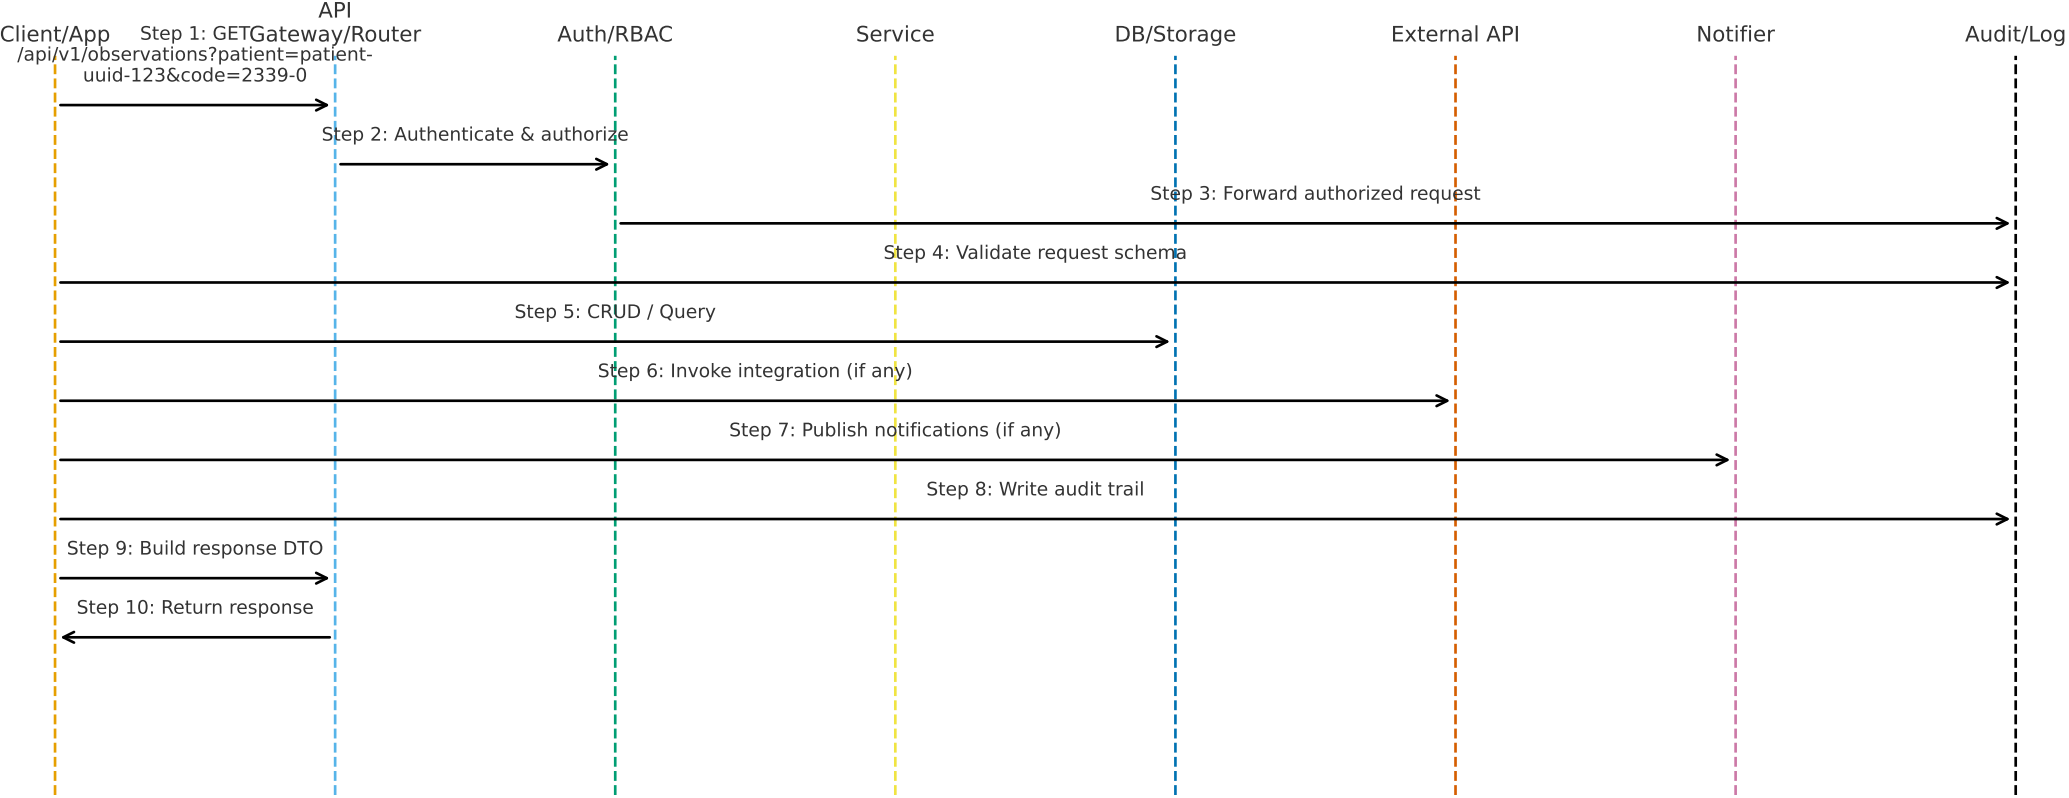 API
Client/App
Step 1: GET
Gateway/Router
Auth/RBAC
Service
DB/Storage
External API
Notifier
Audit/Log
/api/v1/observations?patient=patient-
uuid-123&code=2339-0
Step 2: Authenticate & authorize
Step 3: Forward authorized request
Step 4: Validate request schema
Step 5: CRUD / Query
Step 6: Invoke integration (if any)
Step 7: Publish notifications (if any)
Step 8: Write audit trail
Step 9: Build response DTO
Step 10: Return response